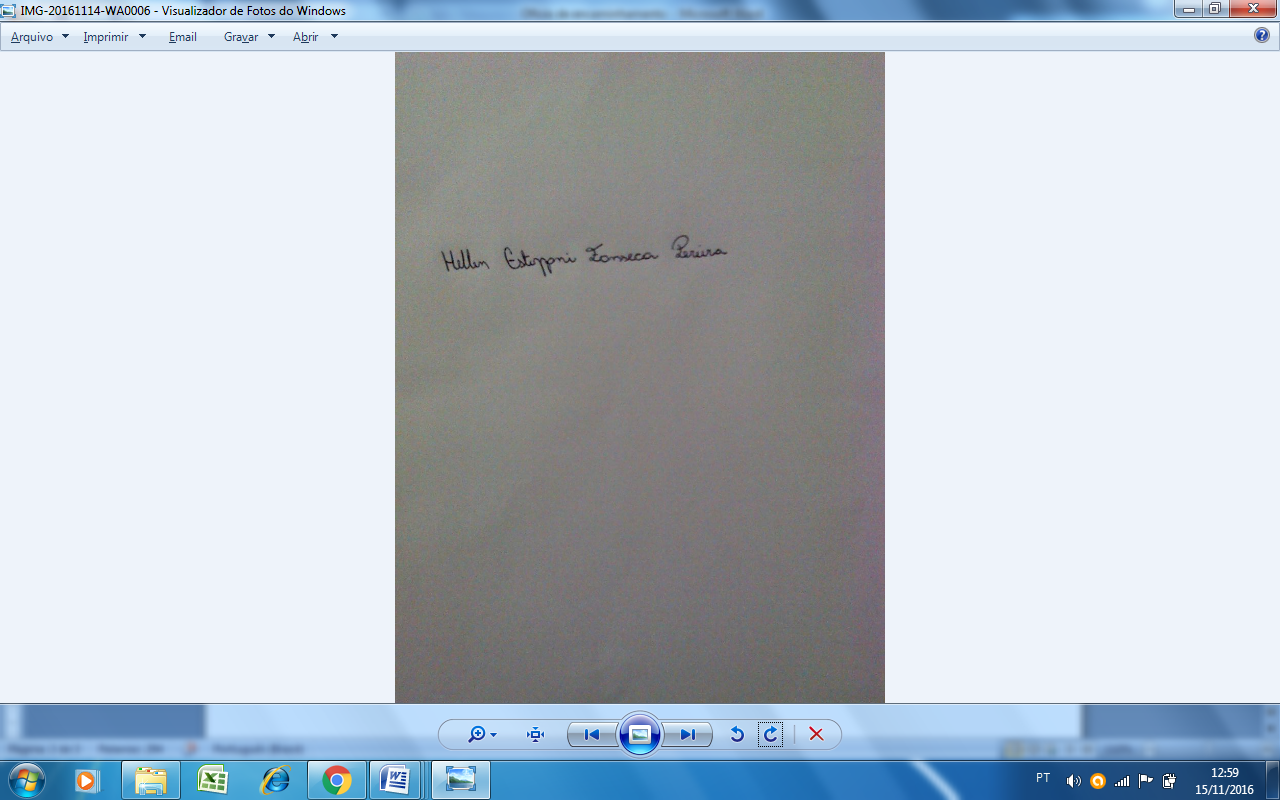 IMG-20161114-WA0006 - Visualizador de Fotos do Windows
Arquivo Imprimir Email Gravar Abrir
Hellen Esteppni Fonseca Pereira
PT
12:59
15/11/2016